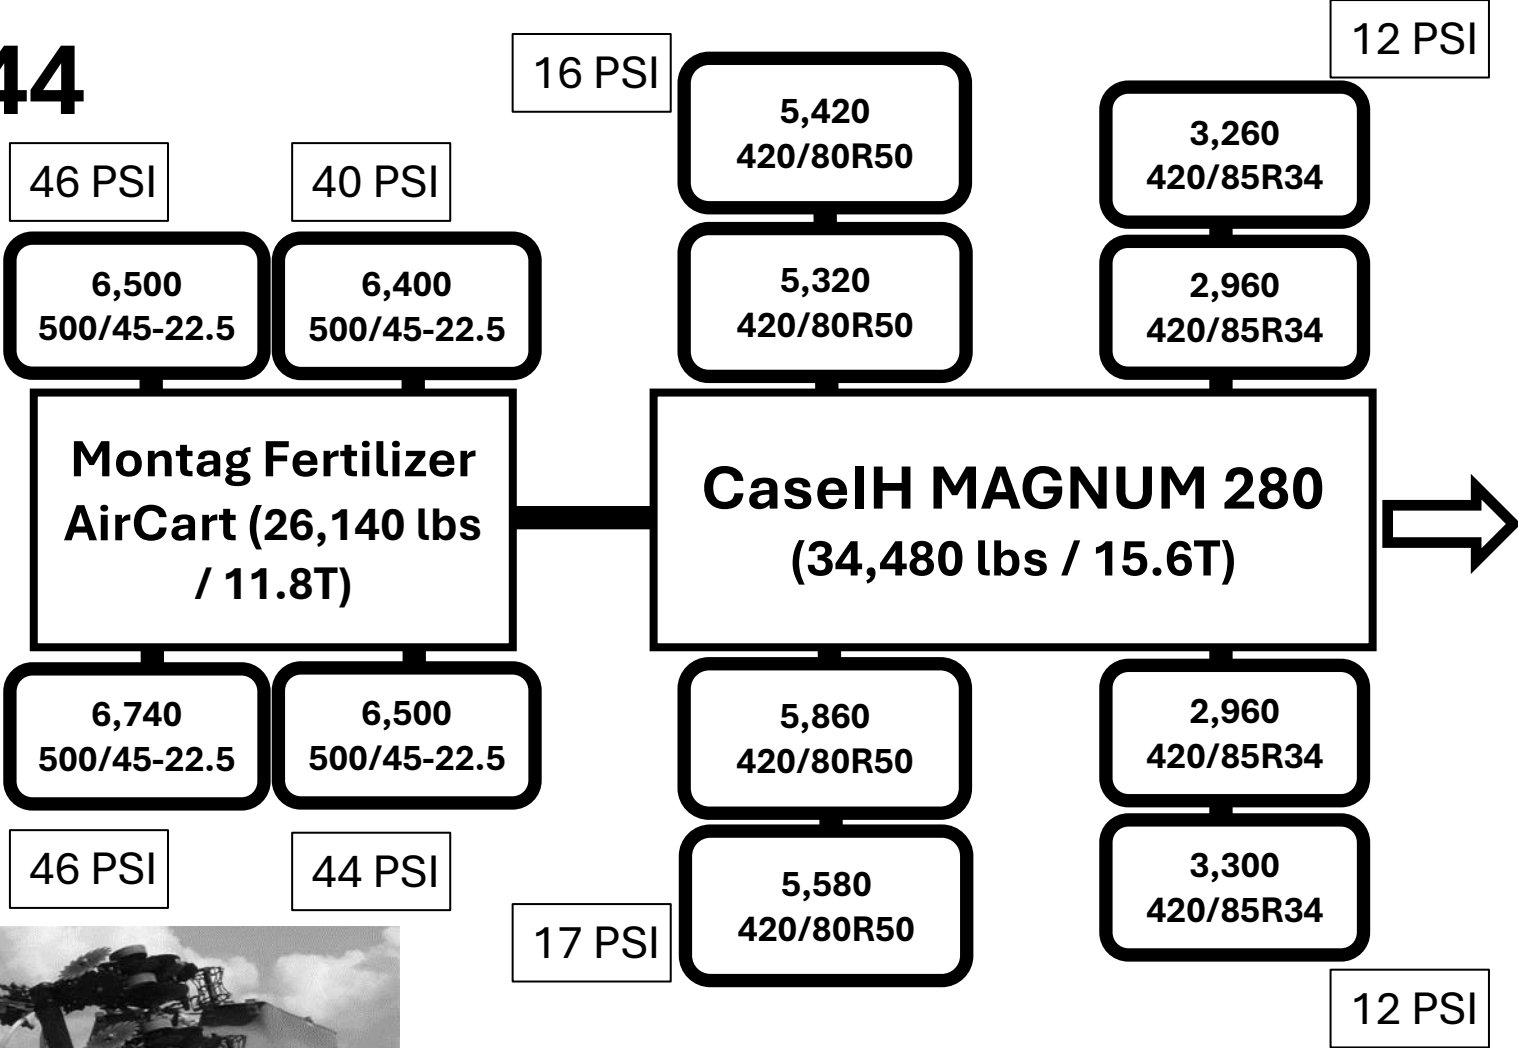 44
16 PSI
12 PSI
46 PSI
40 PSI
5,420
420/80R50
3,260
420/85R34
6,500
500/45-22.5
6,400
500/45-22.5
5,320
420/80R50
2,960
420/85R34
Montag Fertilizer
AirCart (26,140 lbs
/ 11.8T)
CaseIH MAGNUM 280
(34,480 lbs / 15.6T)
6,740
500/45-22.5
6,500
500/45-22.5
5,860
420/80R50
2,960
420/85R34
46 PSI
44 PSI
17 PSI
5,580
420/80R50
3,300
420/85R34
12 PSI